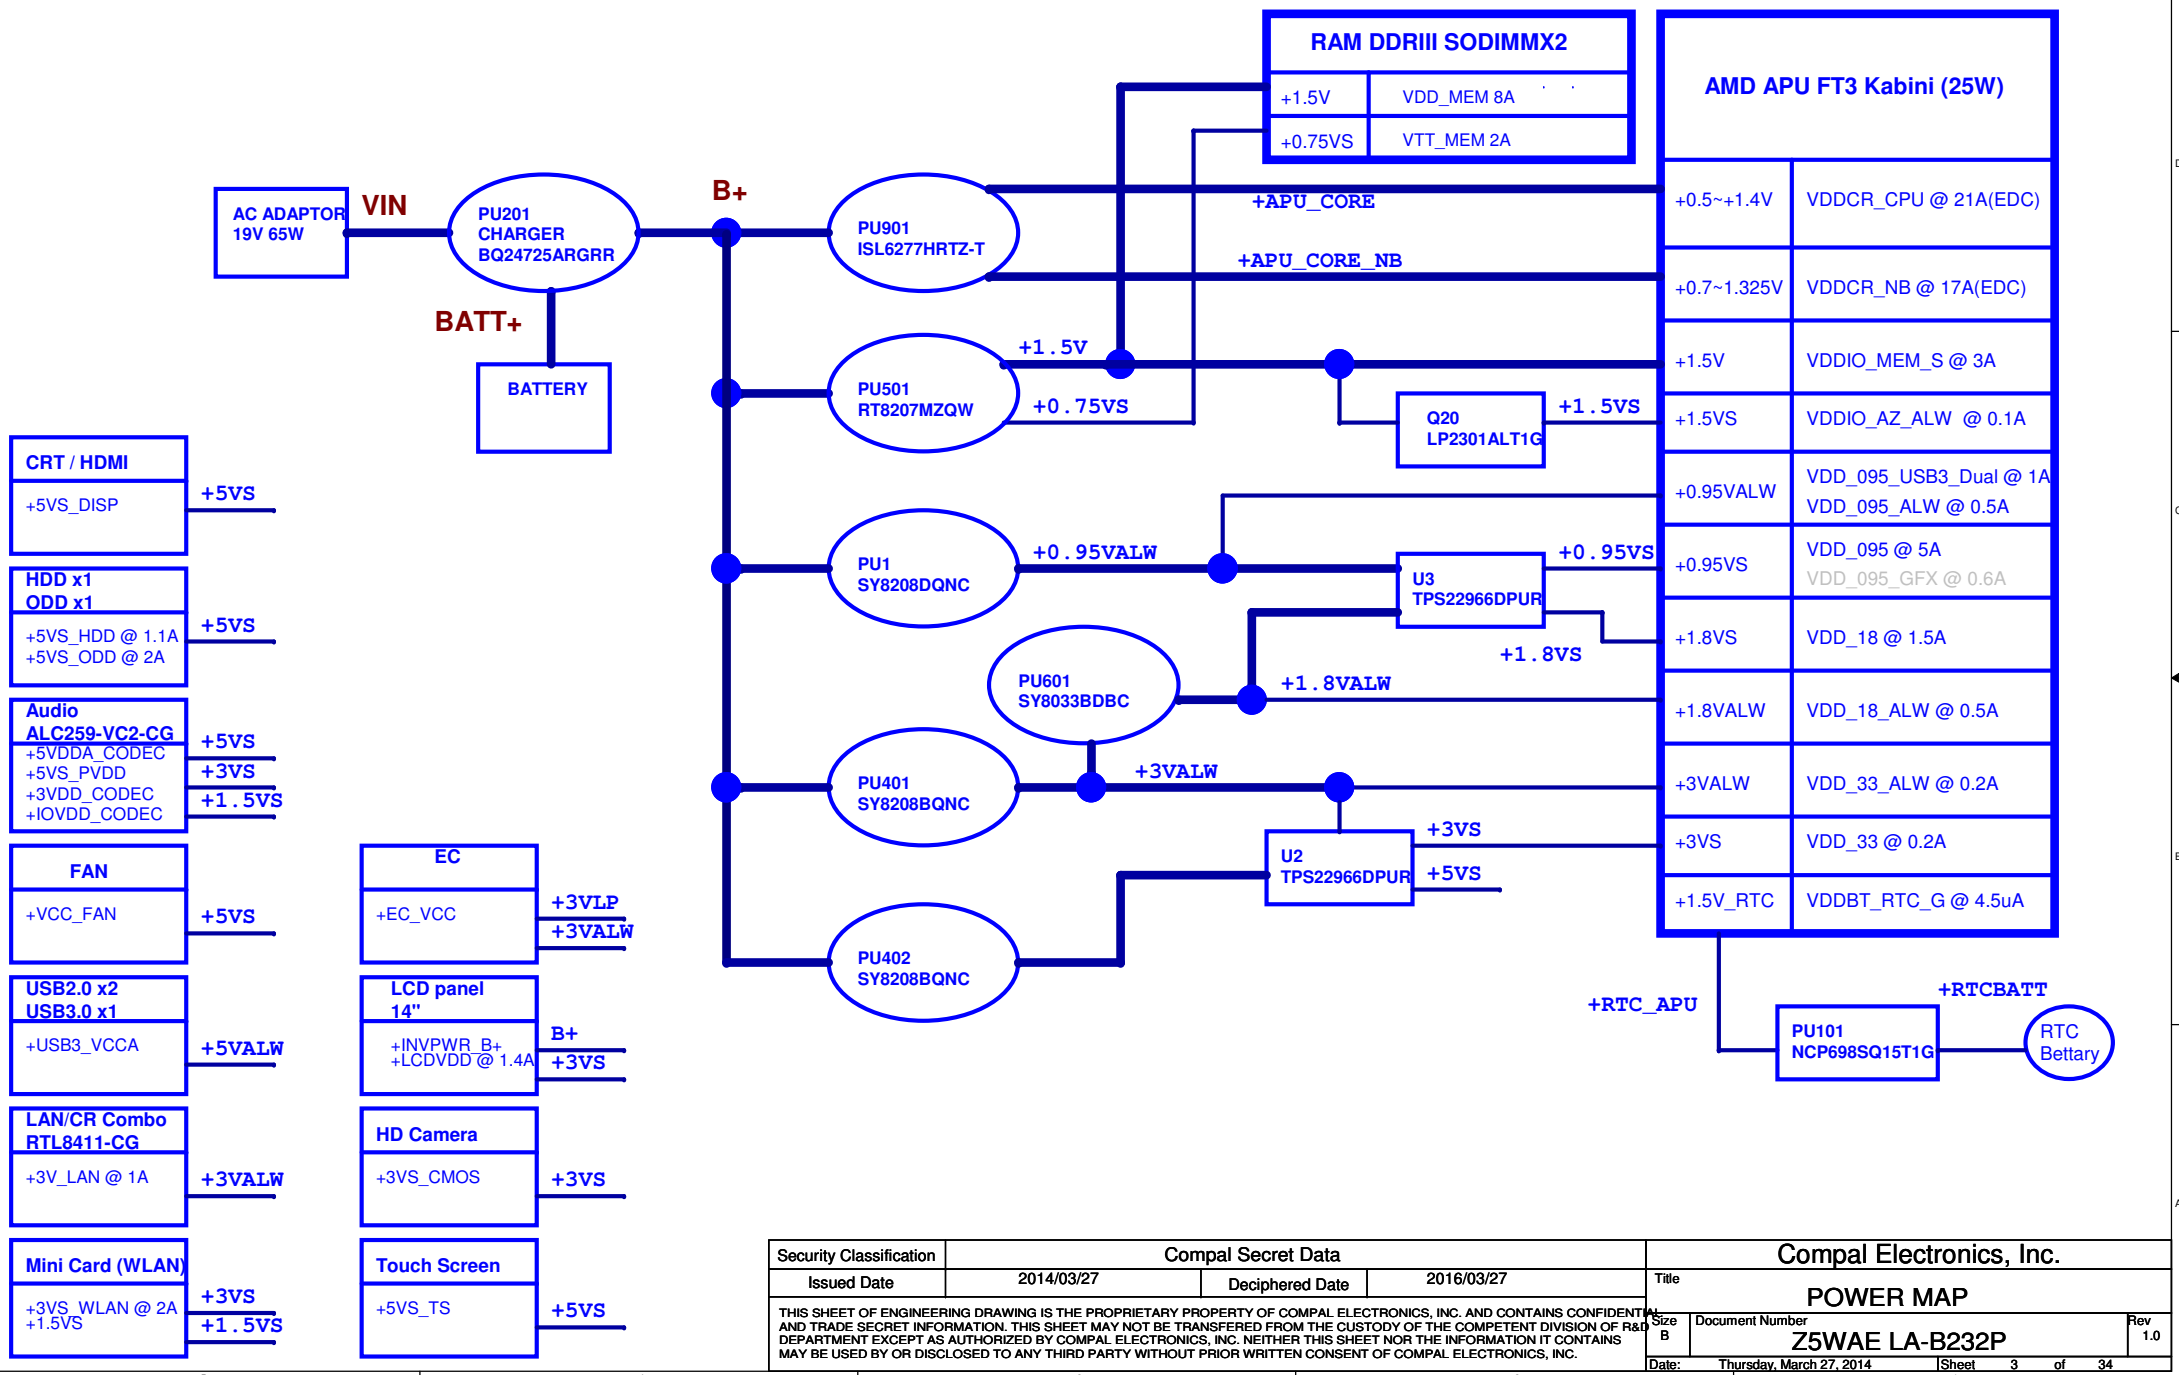 RAM DDRIII SODIMMX2
+1.5V VDD_MEM 8A
+0.75VS VTT_MEM 2A
AMD APU FT3 Kabini (25W)
+0.5~+1.4V VDDCR_CPU @ 21A(EDC)
+0.7~1.325V VDDCR_NB @ 17A(EDC)
+1.5V VDDIO_MEM_S @ 3A
+1.5VS VDDIO_AZ_ALW @ 0.1A
+0.95VALW VDD_095_USB3_Dual @ 1A
VDD_095_ALW @ 0.5A
+0.95VS VDD_095 @ 5A
VDD_095_GFX @ 0.6A
+1.8VS VDD_18 @ 1.5A
+1.8VALW VDD_18_ALW @ 0.5A
+3VALW VDD_33_ALW @ 0.2A
+3VS VDD_33 @ 0.2A
+1.5V_RTC VDDBT_RTC_G @ 4.5uA
AC ADAPTOR
19V 65W
VIN
PU201
CHARGER
BQ24725ARGRR
BATT+
BATTERY
B+
PU901
ISL6277HRTZ-T
+APU_CORE
+APU_CORE_NB
PU501
RT8207MZQW
+1.5V
+0.75VS
Q20
LP2301ALT1G
+1.5VS
PU1
SY8208DQNC
+0.95VALW
U3
TPS22966DPUR
+0.95VS
+1.8VS
PU601
SY8033BDBC
+1.8VALW
PU401
SY8208BQNC
+3VALW
U2
TPS22966DPUR
+3VS
+5VS
PU402
SY8208BQNC
+RTC_APU
PU101
NCP698SQ15T1G
+RTCBATT
RTC
Bettary
CRT / HDMI
+5VS_DISP
+5VS
HDD x1
ODD x1
+5VS_HDD @ 1.1A
+5VS_ODD @ 2A
+5VS
Audio
ALC259-VC2-CG
+5VDDA_CODEC
+5VS_PVDD
+3VDD_CODEC
+IOVDD_CODEC
+5VS
+3VS
+1.5VS
FAN
+VCC_FAN
+5VS
USB2.0 x2
USB3.0 x1
+USB3_VCCA
+5VALW
LAN/CR Combo
RTL8411-CG
+3V_LAN @ 1A
+3VALW
Mini Card (WLAN)
+3VS_WLAN @ 2A
+1.5VS
+3VS
+1.5VS
EC
+EC_VCC
+3VLP
+3VALW
LCD panel
14"
+INVPWR_B+
+LCDVDD @ 1.4A
B+
+3VS
HD Camera
+3VS_CMOS
+3VS
Touch Screen
+5VS_TS
+5VS
Security Classification Compal Secret Data
Issued Date 2014/03/27 Deciphered Date 2016/03/27
THIS SHEET OF ENGINEERING DRAWING IS THE PROPRIETARY PROPERTY OF COMPAL ELECTRONICS, INC. AND CONTAINS CONFIDENTIAL
AND TRADE SECRET INFORMATION. THIS SHEET MAY NOT BE TRANSFERED FROM THE CUSTODY OF THE COMPETENT DIVISION OF R&D
DEPARTMENT EXCEPT AS AUTHORIZED BY COMPAL ELECTRONICS, INC. NEITHER THIS SHEET NOR THE INFORMATION IT CONTAINS
MAY BE USED BY OR DISCLOSED TO ANY THIRD PARTY WITHOUT PRIOR WRITTEN CONSENT OF COMPAL ELECTRONICS, INC.
Compal Electronics, Inc.
Title
POWER MAP
Size
B
Document Number
Z5WAE LA-B232P
Rev
1.0
Date: Thursday, March 27, 2014 Sheet 3 of 34